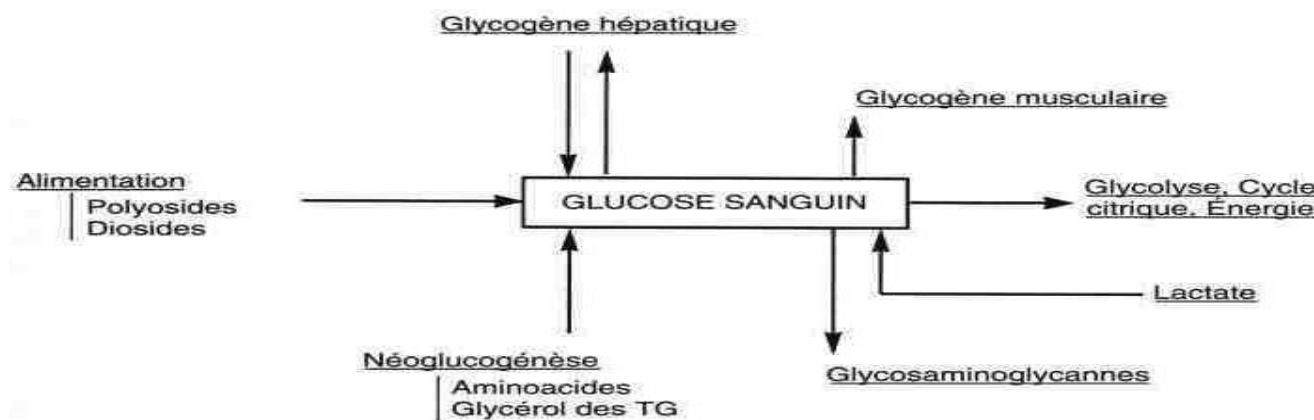 Glycogène hépatique
Glycogène musculaire
Alimentation
Polyosides
Diosides
GLUCOSE SANGUIN
Glycolyse, Cycle
citrique, Énergie
Lactate
Néoglucogénèse
Aminoacides
Glycérol des TG
Glycosaminoglycannes